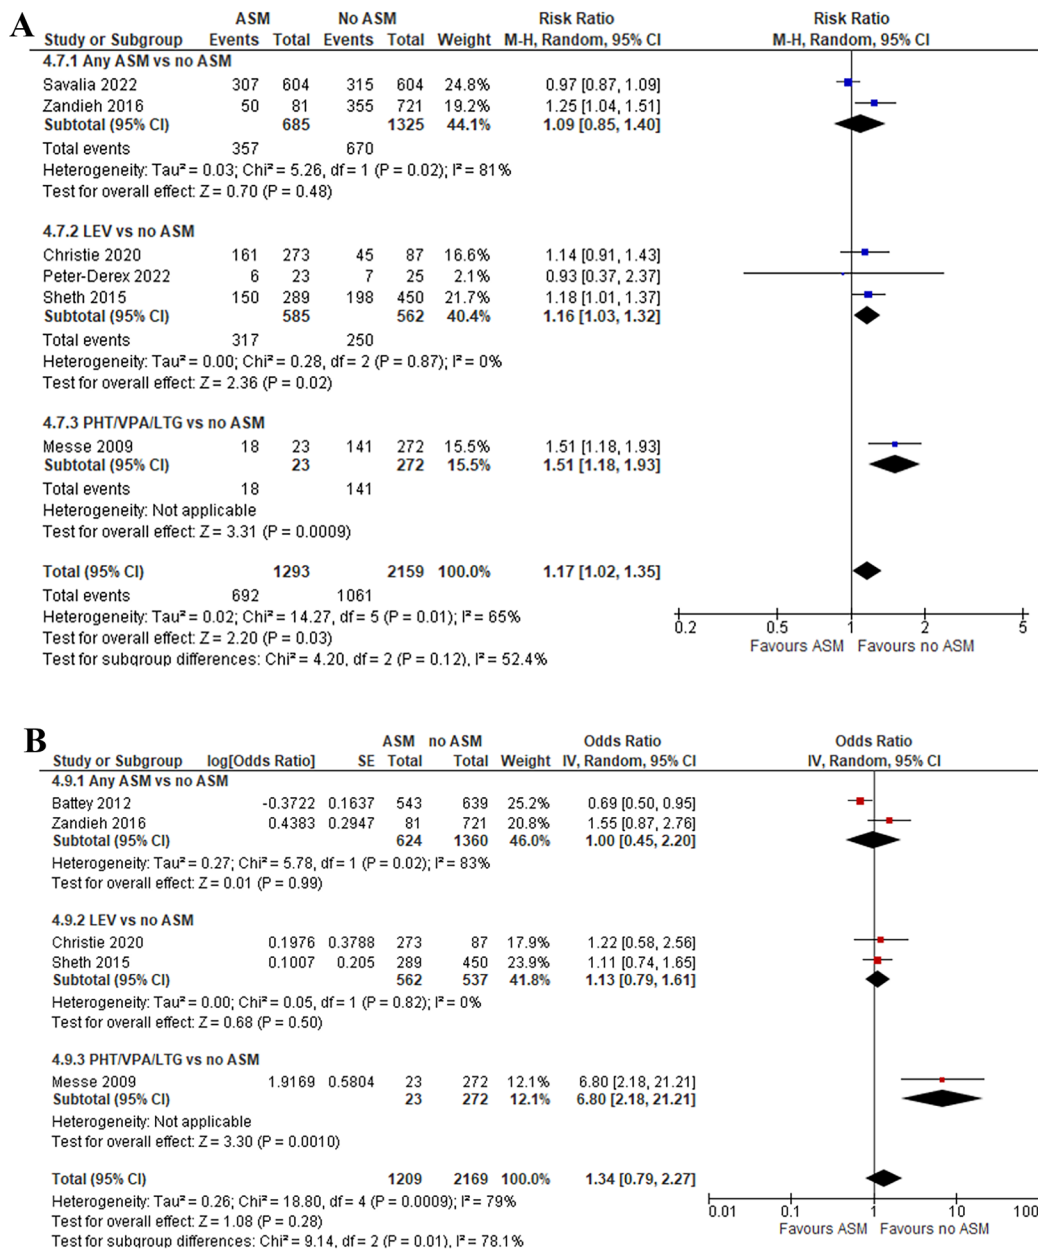 A
ASM No ASM Risk Ratio Risk Ratio
Study or Subgroup Events Total Events Total Weight M-H, Random, 95% CI M-H, Random, 95% CI
4.7.1 Any ASM vs no ASM
Savalia 2022 307 604 315 604 24.8% 0.97 [0.87, 1.09]
Zandieh 2016 50 81 355 721 19.2% 1.25 [1.04, 1.51]
Subtotal (95% CI) 685 1325 44.1% 1.09 [0.85, 1.40]
Total events 357 670
Heterogeneity: Tau² = 0.03; Chi² = 5.26, df = 1 (P = 0.02); I² = 81%
Test for overall effect: Z = 0.70 (P = 0.48)
4.7.2 LEV vs no ASM
Christie 2020 161 273 45 87 16.6% 1.14 [0.91, 1.43]
Peter-Derex 2022 6 23 7 25 2.1% 0.93 [0.37, 2.37]
Sheth 2015 150 289 198 450 21.7% 1.18 [1.01, 1.37]
Subtotal (95% CI) 585 562 40.4% 1.16 [1.03, 1.32]
Total events 317 250
Heterogeneity: Tau² = 0.00; Chi² = 0.28, df = 2 (P = 0.87); I² = 0%
Test for overall effect: Z = 2.36 (P = 0.02)
4.7.3 PHT/VPA/LTG vs no ASM
Messe 2009 18 23 141 272 15.5% 1.51 [1.18, 1.93]
Subtotal (95% CI) 23 272 15.5% 1.51 [1.18, 1.93]
Total events 18 141
Heterogeneity: Not applicable
Test for overall effect: Z = 3.31 (P = 0.0009)
Total (95% CI) 1293 2159 100.0% 1.17 [1.02, 1.35]
Total events 692 1061
Heterogeneity: Tau² = 0.02; Chi² = 14.27, df = 5 (P = 0.01); I² = 65%
Test for overall effect: Z = 2.20 (P = 0.03)
Test for subgroup differences: Chi² = 4.20, df = 2 (P = 0.12), I² = 52.4%
0.2 0.5 1 2 5
Favours ASM Favours no ASM
B
ASM no ASM Odds Ratio Odds Ratio
Study or Subgroup log[Odds Ratio] SE Total Total Weight IV, Random, 95% CI IV, Random, 95% CI
4.9.1 Any ASM vs no ASM
Battey 2012 -0.3722 0.1637 543 639 25.2% 0.69 [0.50, 0.95]
Zandieh 2016 0.4383 0.2947 81 721 20.8% 1.55 [0.87, 2.76]
Subtotal (95% CI) 624 1360 46.0% 1.00 [0.45, 2.20]
Heterogeneity: Tau² = 0.27; Chi² = 5.78, df = 1 (P = 0.02); I² = 83%
Test for overall effect: Z = 0.01 (P = 0.99)
4.9.2 LEV vs no ASM
Christie 2020 0.1976 0.3788 273 87 17.9% 1.22 [0.58, 2.56]
Sheth 2015 0.1007 0.205 289 450 23.9% 1.11 [0.74, 1.65]
Subtotal (95% CI) 562 537 41.8% 1.13 [0.79, 1.61]
Heterogeneity: Tau² = 0.00; Chi² = 0.05, df = 1 (P = 0.82); I² = 0%
Test for overall effect: Z = 0.68 (P = 0.50)
4.9.3 PHT/VPA/LTG vs no ASM
Messe 2009 1.9169 0.5804 23 272 12.1% 6.80 [2.18, 21.21]
Subtotal (95% CI) 23 272 12.1% 6.80 [2.18, 21.21]
Heterogeneity: Not applicable
Test for overall effect: Z = 3.30 (P = 0.0010)
Total (95% CI) 1209 2169 100.0% 1.34 [0.79, 2.27]
Heterogeneity: Tau² = 0.26; Chi² = 18.80, df = 4 (P = 0.0009); I² = 79%
Test for overall effect: Z = 1.08 (P = 0.28)
Test for subgroup differences: Chi² = 9.14, df = 2 (P = 0.01), I² = 78.1%
0.01 0.1 1 10 100
Favours ASM Favours no ASM